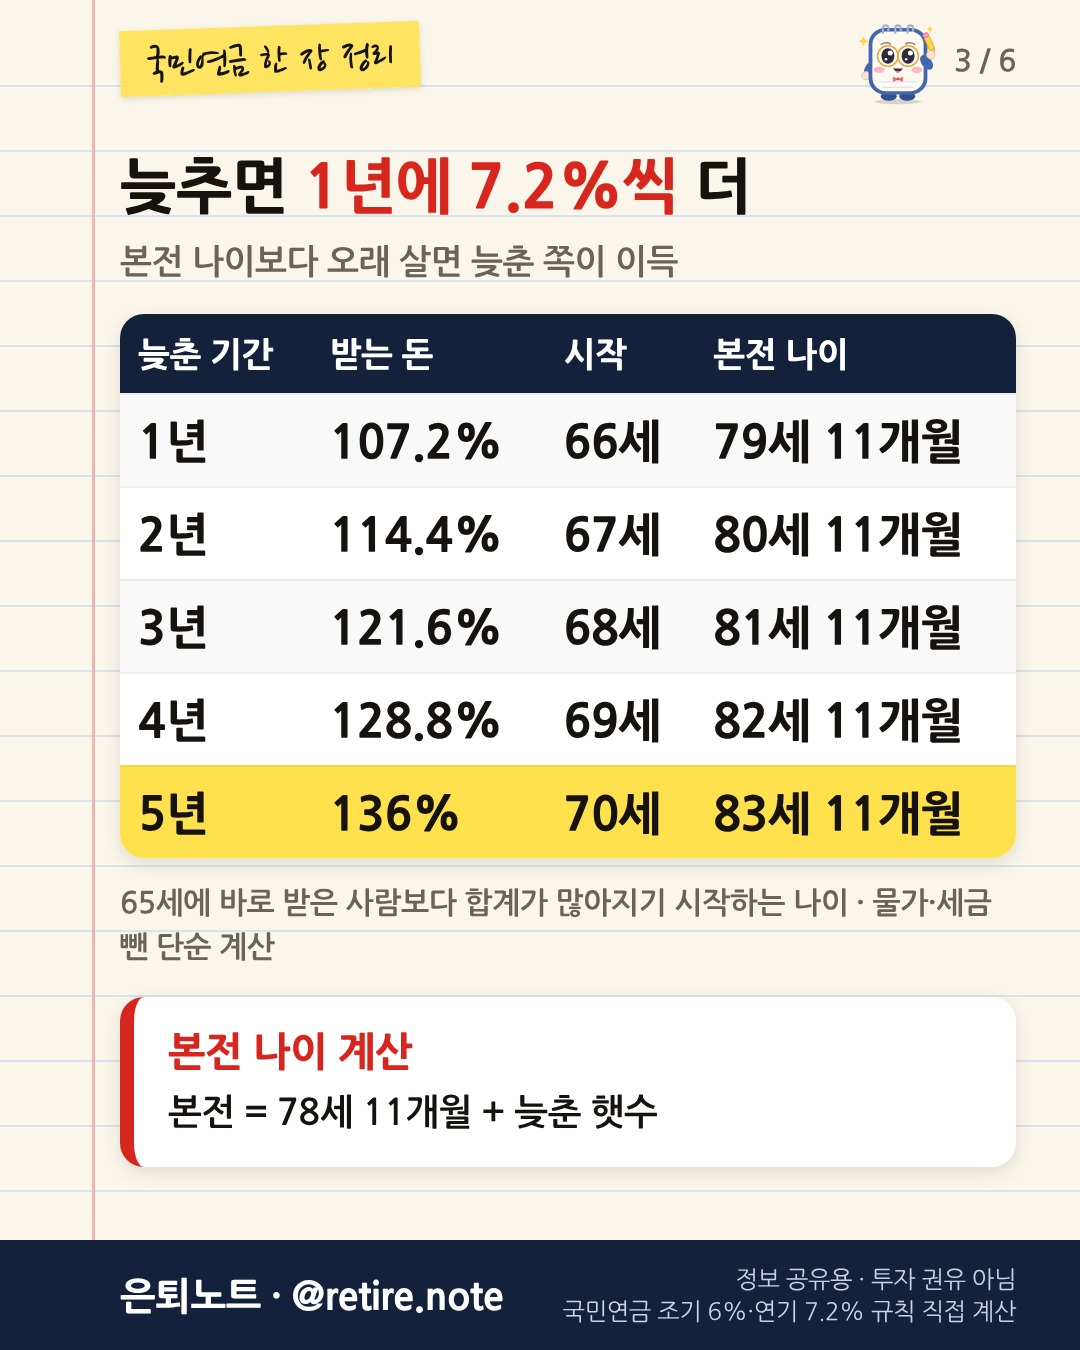 국민연금 한 장 정리
3 / 6
늦추면 1년에 7.2%씩 더
본전 나이보다 오래 살면 늦춘 쪽이 이득
늦춘 기간 받는 돈 시작 본전 나이
1년 107.2% 66세 79세 11개월
2년 114.4% 67세 80세 11개월
3년 121.6% 68세 81세 11개월
4년 128.8% 69세 82세 11개월
5년 136% 70세 83세 11개월
65세에 바로 받은 사람보다 합계가 많아지기 시작하는 나이 · 물가·세금
뺀 단순 계산
본전 나이 계산
본전 = 78세 11개월 + 늦춘 햇수
은퇴노트 · @retire.note
정보 공유용 · 투자 권유 아님
국민연금 조기 6%·연기 7.2% 규칙 직접 계산